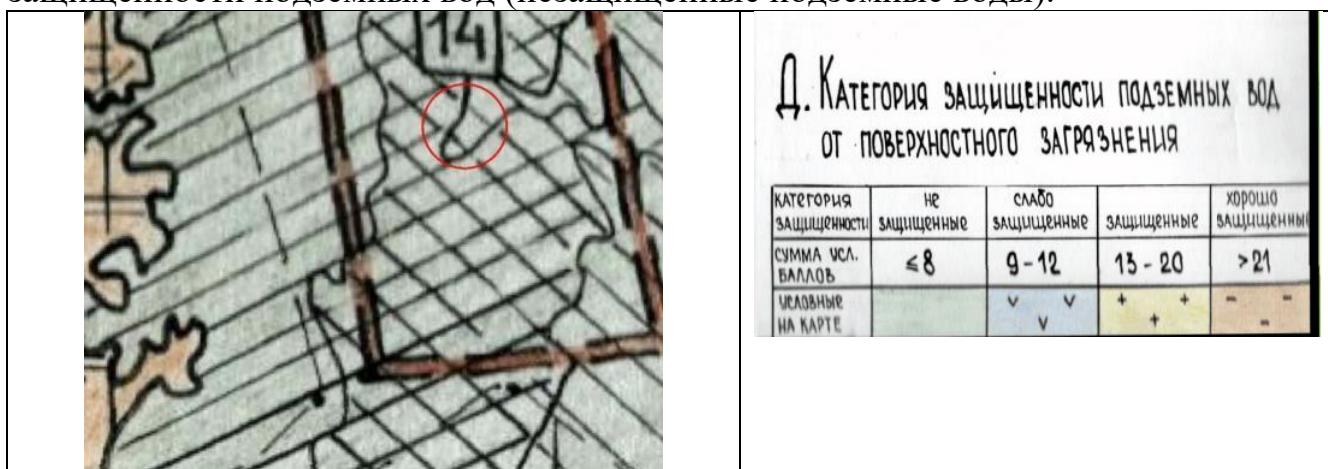 защищенности подземных вод (незащищенные подземные воды).
14
Д. Категория защищенности подземных вод
от поверхностного загрязнения
категория защищенности не защищенные слабо защищенные защищенные хорошо защищенные
сумма усл. баллов ≤8 9-12 13-20 >21
условные на карте